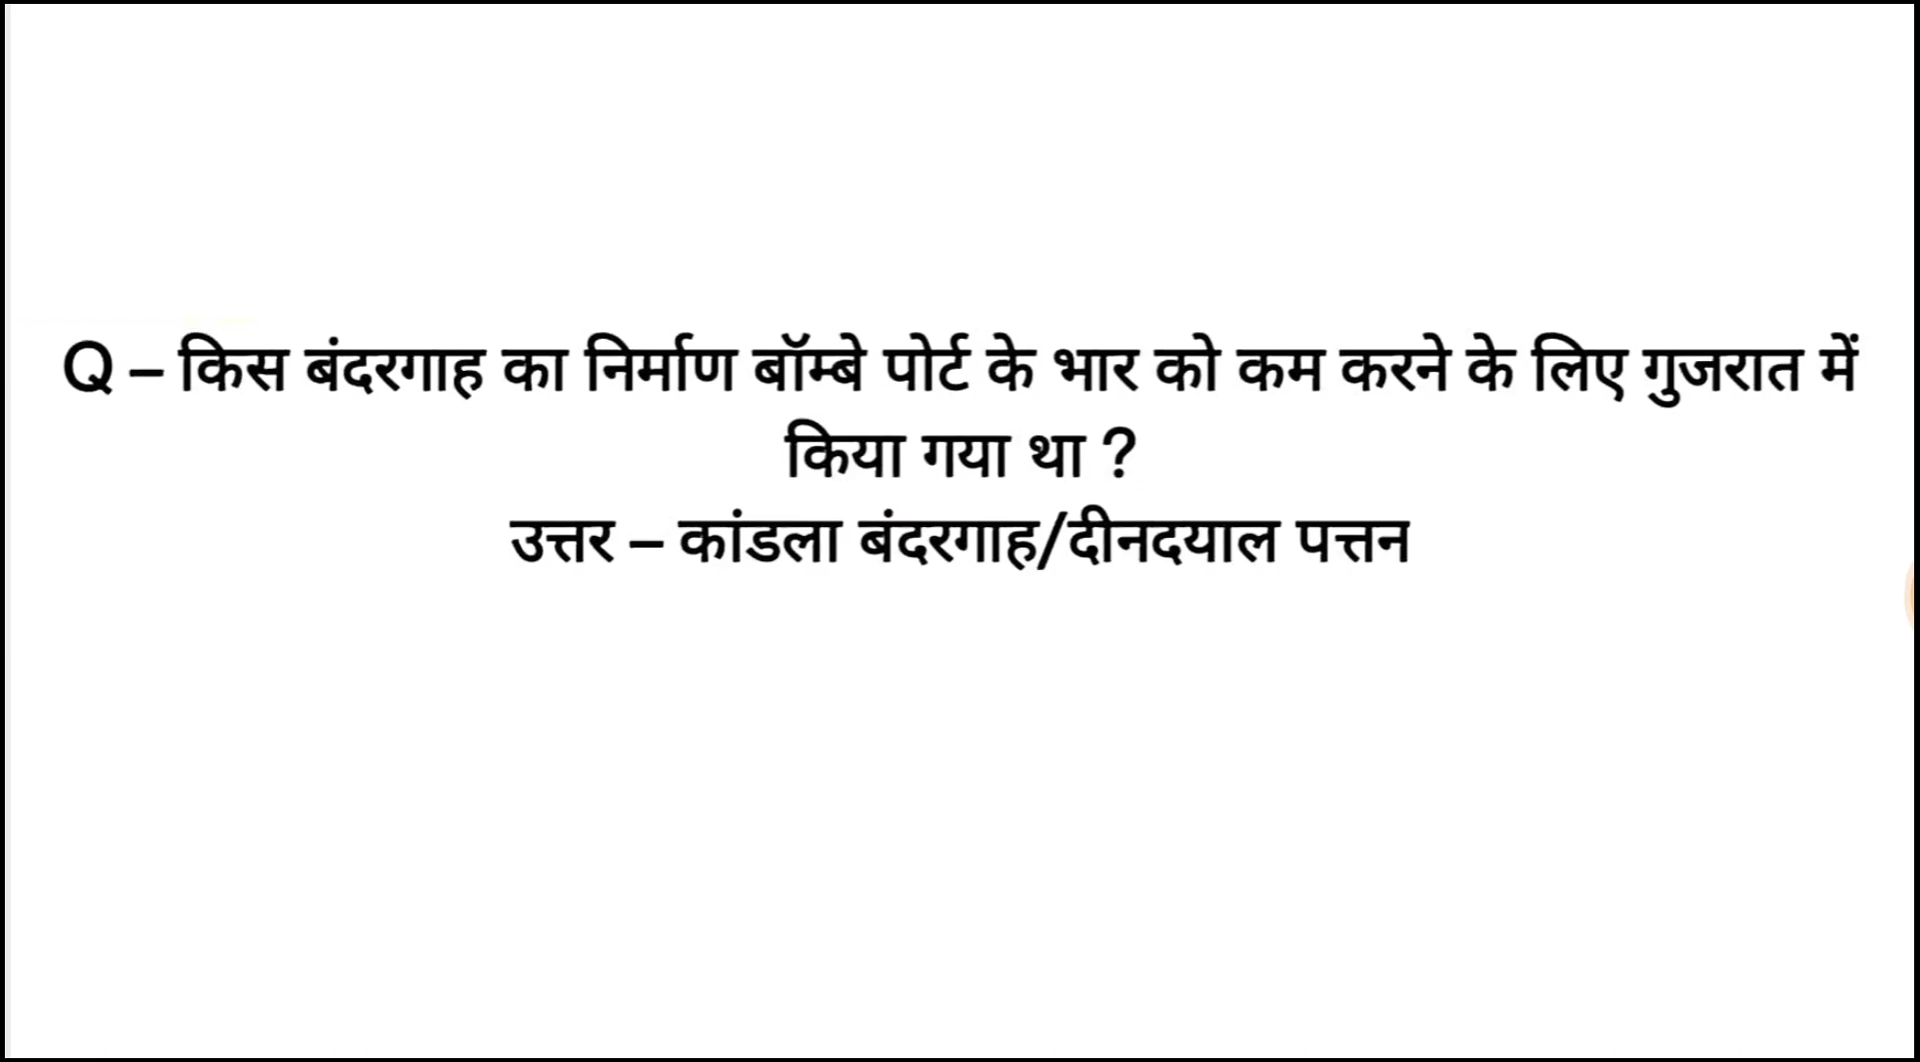 Q – किस बंदरगाह का निर्माण बॉम्बे पोर्ट के भार को कम करने के लिए गुजरात में
किया गया था ?
उत्तर – कांडला बंदरगाह/दीनदयाल पत्तन